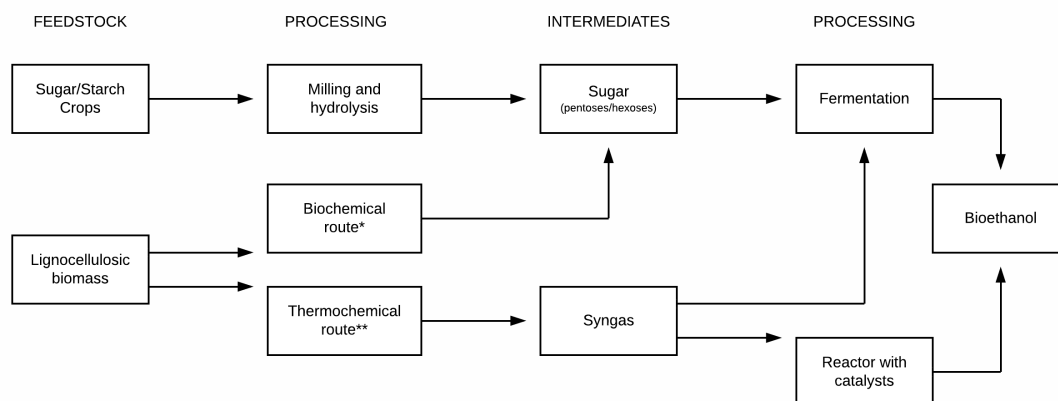 FEEDSTOCK
PROCESSING
INTERMEDIATES
PROCESSING
Sugar/Starch
Crops
Milling and
hydrolysis
Sugar
(pentoses/hexoses)
Fermentation
Biochemical
route*
Bioethanol
Lignocellulosic
biomass
Thermochemical
route**
Syngas
Reactor with
catalysts